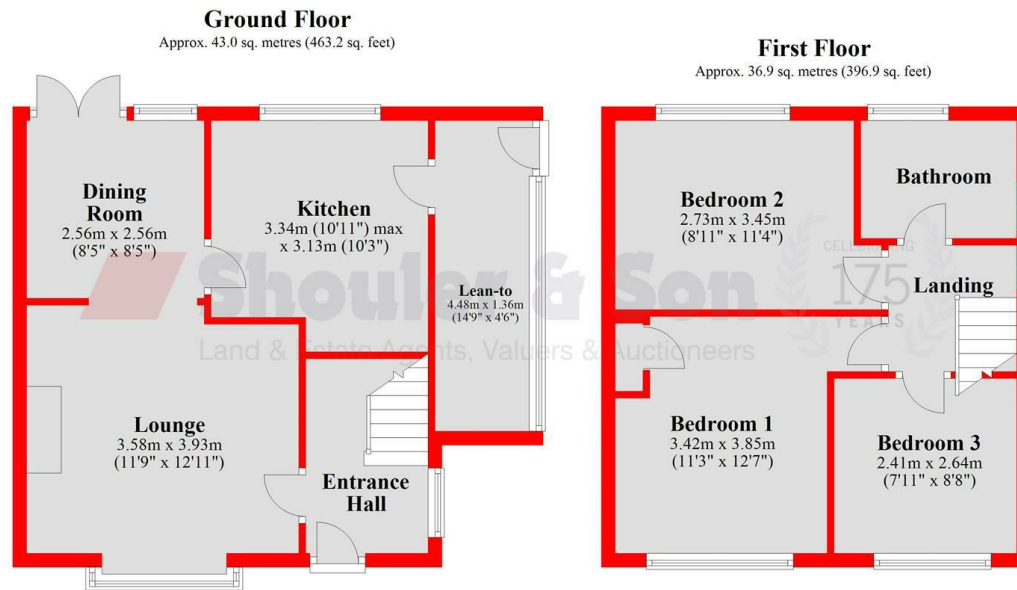 Ground Floor
Approx. 43.0 sq. metres (463.2 sq. feet)
First Floor
Approx. 36.9 sq. metres (396.9 sq. feet)
Dining
Room
2.56m x 2.56m
(8'5" x 8'5")
Kitchen
3.34m (10'11") max
x 3.13m (10'3")
Lean-to
4.48m x 1.36m
(14'9" x 4'6")
Lounge
3.58m x 3.93m
(11'9" x 12'11")
Entrance
Hall
Bedroom 2
2.73m x 3.45m
(8'11" x 11'4")
Bathroom
Landing
Bedroom 1
3.42m x 3.85m
(11'3" x 12'7")
Bedroom 3
2.41m x 2.64m
(7'11" x 8'8")
Shouler & Son
Land & Estate Agents, Valuers & Auctioneers
CELEBRATING
175
YEARS